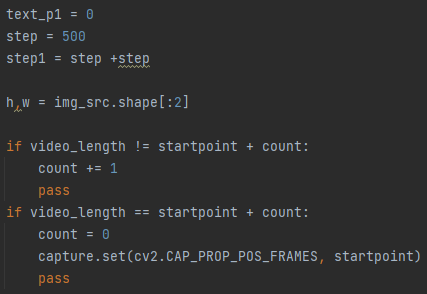 text_p1 = 0
step = 500
step1 = step +step
h,w = img_src.shape[:2]
if video_length != startpoint + count:
    count += 1
    pass
if video_length == startpoint + count:
    count = 0
    capture.set(cv2.CAP_PROP_POS_FRAMES, startpoint)
    pass